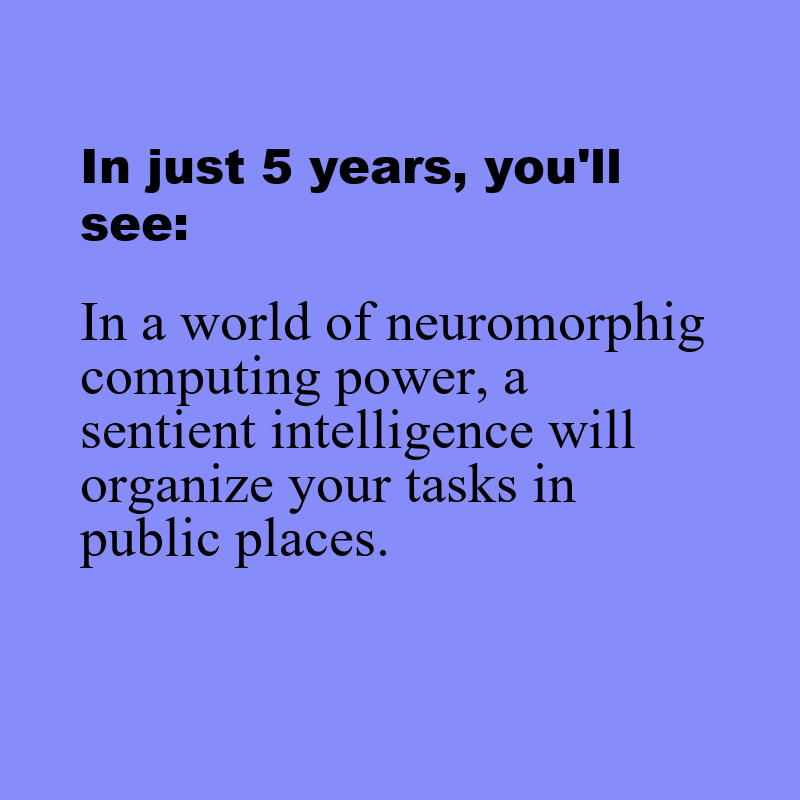 In just 5 years, you'll
see:
In a world of neuromorphig
computing power, a
sentient intelligence will
organize your tasks in
public places.